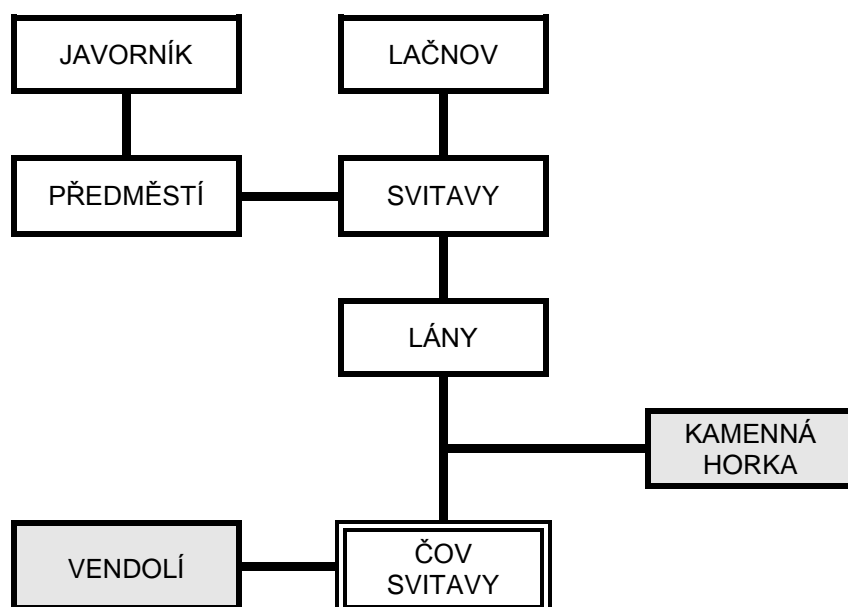 JAVORNÍK
LAČNOV
PŘEDMĚSTÍ
SVITAVY
LÁNY
KAMENNÁ
HORKA
VENDOLÍ
ČOV
SVITAVY